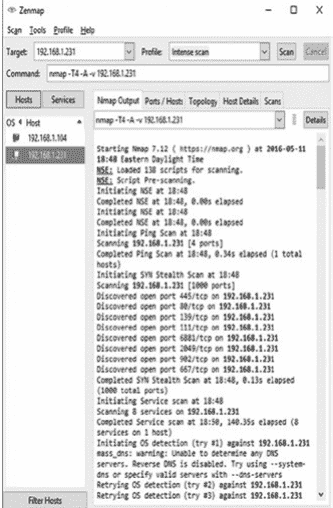 Zenmap
Scan Tools Profile Help
Target: 192.168.1.231 Profile: Intense scan Scan Cancel
Command: nmap -T4 -A -v 192.168.1.231
Hosts Services
Nmap Output Ports / Hosts Topology Host Details Scans
OS Host
192.168.1.104
192.168.1.231
nmap -T4 -A -v 192.168.1.231 Details
Starting Nmap 7.12 ( https://nmap.org ) at 2016-05-11
18:48 Eastern Daylight Time
NSE: Loaded 138 scripts for scanning.
NSE: Script Pre-scanning.
Initiating NSE at 18:48
Completed NSE at 18:48, 0.00s elapsed
Initiating NSE at 18:48
Completed NSE at 18:48, 0.00s elapsed
Initiating Ping Scan at 18:48
Scanning 192.168.1.231 [4 ports]
Completed Ping Scan at 18:48, 0.34s elapsed (1 total
hosts)
Initiating SYN Stealth Scan at 18:48
Scanning 192.168.1.231 [1000 ports]
Discovered open port 445/tcp on 192.168.1.231
Discovered open port 80/tcp on 192.168.1.231
Discovered open port 139/tcp on 192.168.1.231
Discovered open port 111/tcp on 192.168.1.231
Discovered open port 6881/tcp on 192.168.1.231
Discovered open port 2049/tcp on 192.168.1.231
Discovered open port 902/tcp on 192.168.1.231
Discovered open port 667/tcp on 192.168.1.231
Completed SYN Stealth Scan at 18:48, 0.13s elapsed
(1000 total ports)
Initiating Service scan at 18:48
Scanning 8 services on 192.168.1.231
Completed Service scan at 18:50, 140.35s elapsed (8
services on 1 host)
Initiating OS detection (try #1) against 192.168.1.231
mass_dns: warning: Unable to determine any DNS
servers. Reverse DNS is disabled. Try using --system-
dns or specify valid servers with --dns-servers
Retrying OS detection (try #2) against 192.168.1.231
Retrying OS detection (try #3) against 192.168.1.231
Filter Hosts